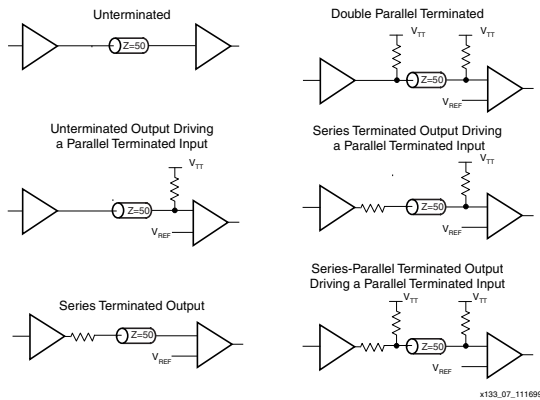 Unterminated
Z=50
Double Parallel Terminated
VTT
VTT
Z=50
VREF
Unterminated Output Driving
a Parallel Terminated Input
VTT
Z=50
VREF
Series Terminated Output Driving
a Parallel Terminated Input
VTT
Z=50
VREF
Series Terminated Output
Z=50
VREF
Series-Parallel Terminated Output
Driving a Parallel Terminated Input
VTT
VTT
Z=50
VREF
x133_07_111699